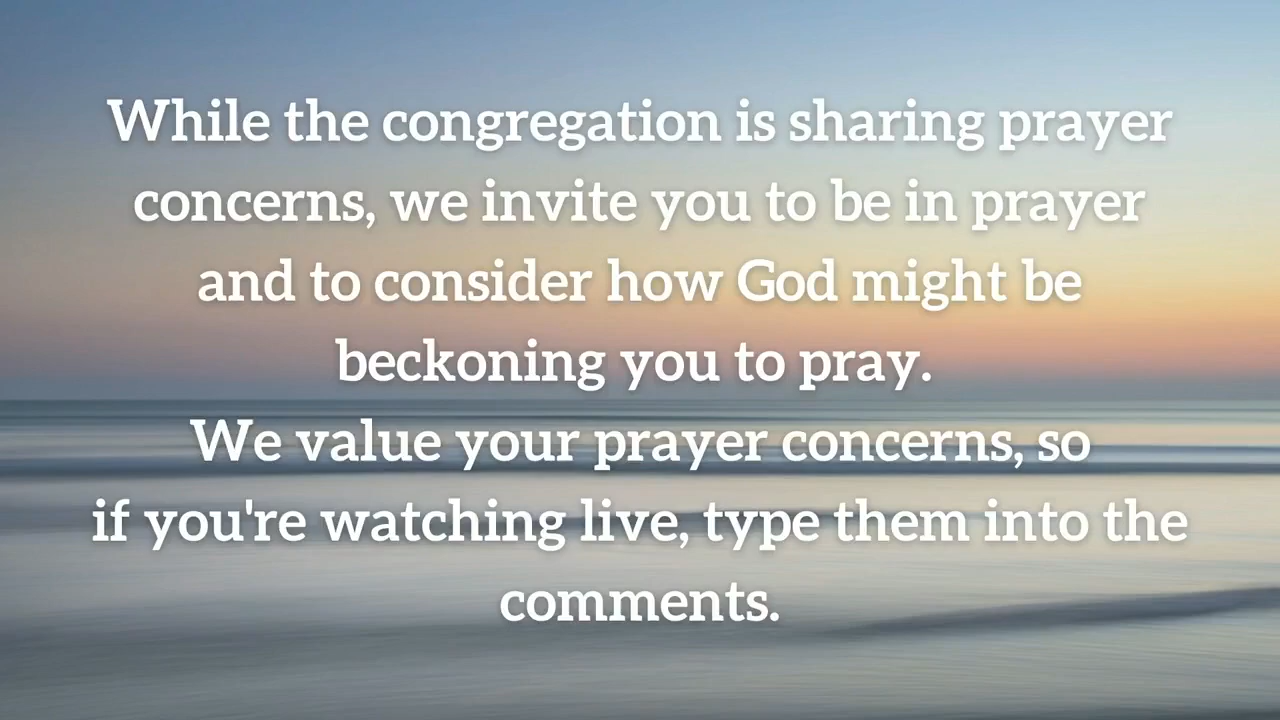 While the congregation is sharing prayer
concerns, we invite you to be in prayer
and to consider how God might be
beckoning you to pray.
We value your prayer concerns, so
if you're watching live, type them into the
comments.